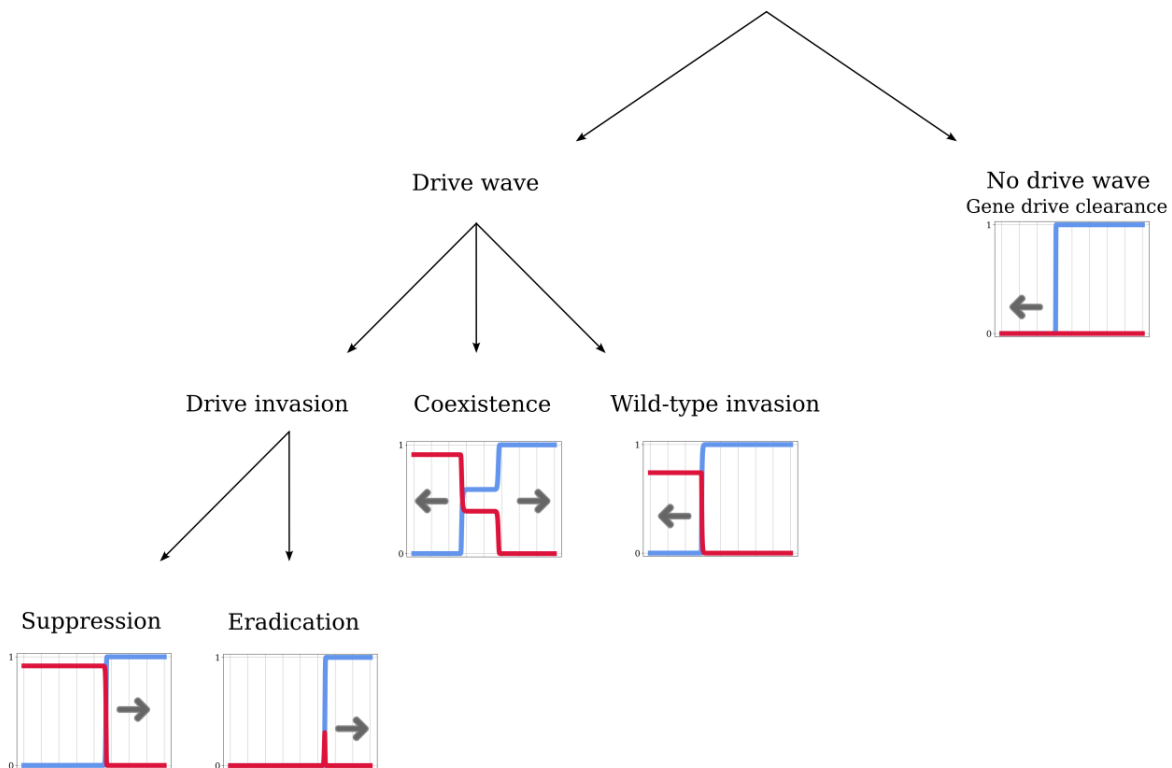 Drive wave
No drive wave
Gene drive clearance
1
0
Drive invasion
Coexistence
Wild-type invasion
1
0
1
0
Suppression
Eradication
1
0
1
0